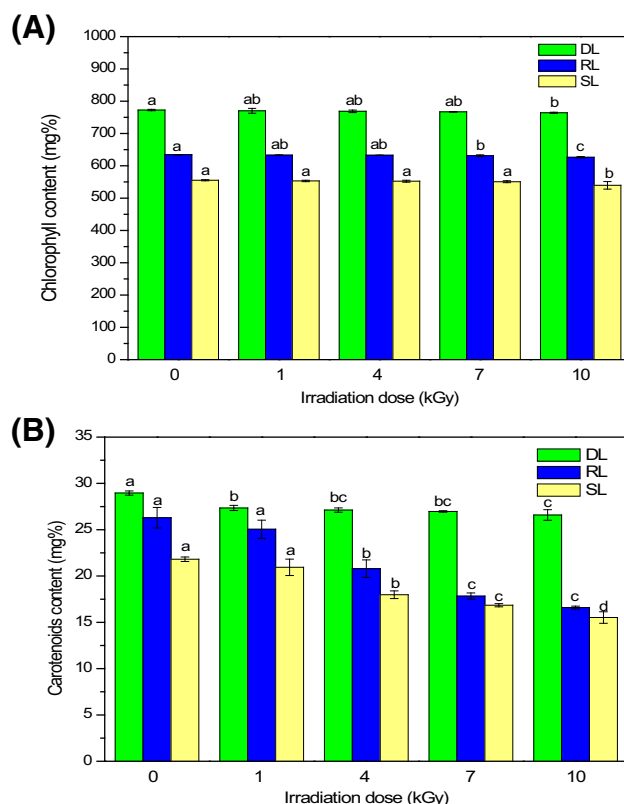 (A)
1000
900
800
700
600
500
400
300
200
100
0
Chlorophyll content (mg%)
DL
RL
SL
a ab ab ab b
a ab ab b c
a a a a b
0 1 4 7 10
Irradiation dose (kGy)
(B)
35
30
25
20
15
10
5
0
Carotenoids content (mg%)
DL
RL
SL
a b bc bc c
a a b c c
a a b c d
0 1 4 7 10
Irradiation dose (kGy)